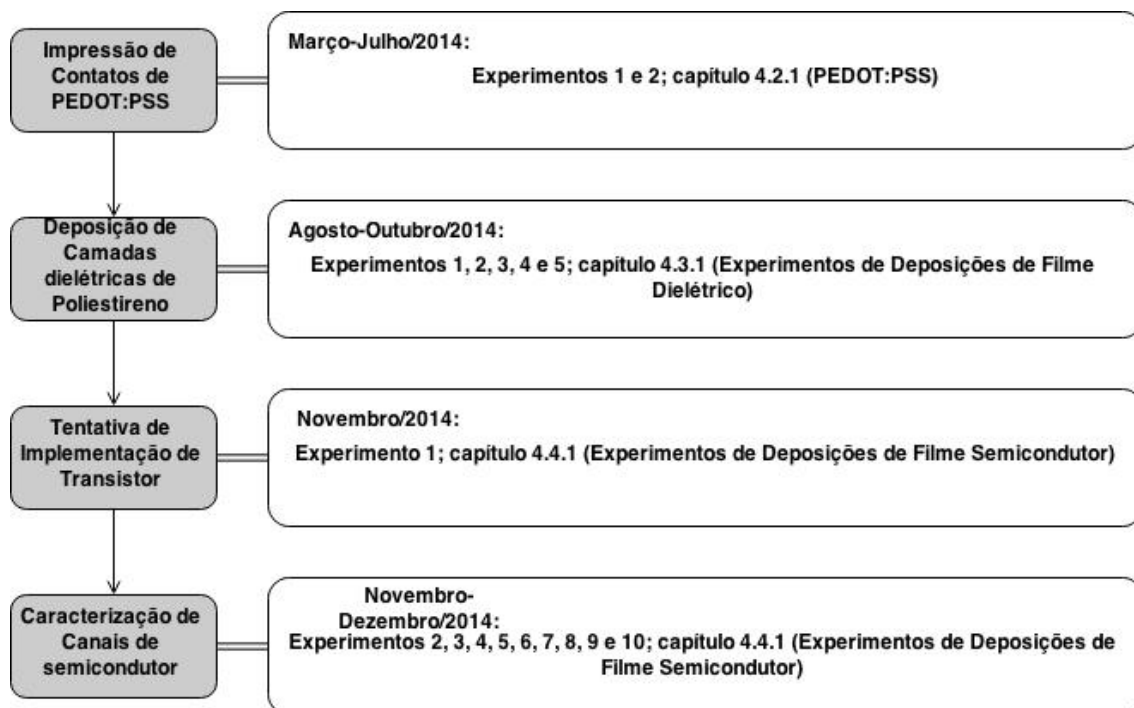 Impressão de
Contatos de
PEDOT:PSS
Março-Julho/2014:
Experimentos 1 e 2; capítulo 4.2.1 (PEDOT:PSS)
Deposição de
Camadas
dielétricas de
Poliestireno
Agosto-Outubro/2014:
Experimentos 1, 2, 3, 4 e 5; capítulo 4.3.1 (Experimentos de Deposições de Filme
Dielétrico)
Tentativa de
Implementação de
Transistor
Novembro/2014:
Experimento 1; capítulo 4.4.1 (Experimentos de Deposições de Filme Semicondutor)
Caracterização de
Canais de
semicondutor
Novembro-
Dezembro/2014:
Experimentos 2, 3, 4, 5, 6, 7, 8, 9 e 10; capítulo 4.4.1 (Experimentos de Deposições de
Filme Semicondutor)